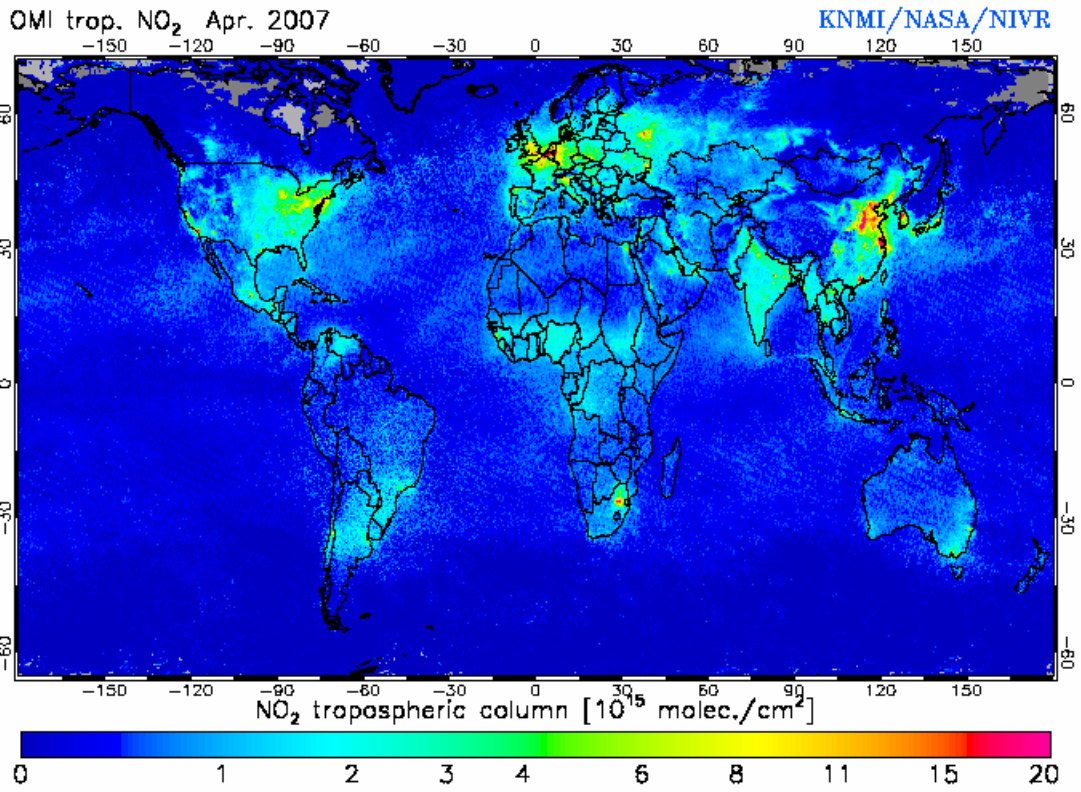 OMI trop. NO2 Apr. 2007 KNMI/NASA/NIVR
−150 −120 −90 −60 −30 0 30 60 90 120 150
60 60
30 30
0 0
−30 −30
−60 −60
−150 −120 −90 −60 −30 0 30 60 90 120 150
NO2 tropospheric column [10^15 molec./cm^2]
0 1 2 3 4 6 8 11 15 20